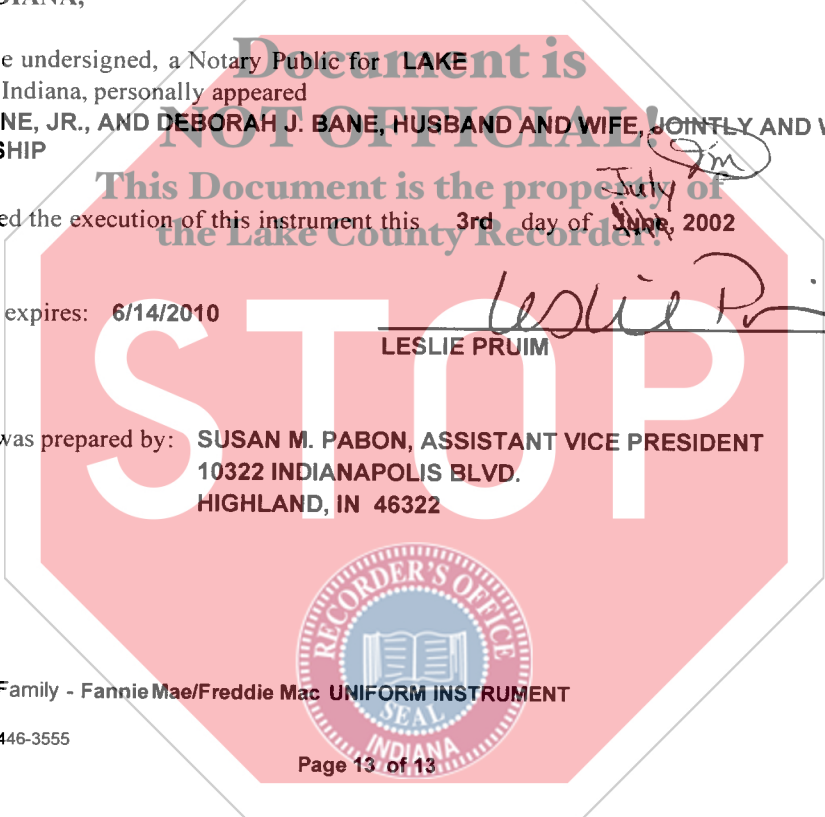 DIANA,
e undersigned, a Notary Public for LAKE
Indiana, personally appeared
NE, JR., AND DEBORAH J. BANE, HUSBAND AND WIFE, JOINTLY AND W
SHIP
Jm
July
ed the execution of this instrument this 3rd day of June, 2002
Document is
NOT OFFICIAL!
This Document is the property of
the Lake County Recorder!
expires: 6/14/2010
Leslie Pri
LESLIE PRUIM
STOP
was prepared by: SUSAN M. PABON, ASSISTANT VICE PRESIDENT
10322 INDIANAPOLIS BLVD.
HIGHLAND, IN 46322
RECORDER'S OFFICE
SEAL
INDIANA
Family - Fannie Mae/Freddie Mac UNIFORM INSTRUMENT
446-3555
Page 13 of 13